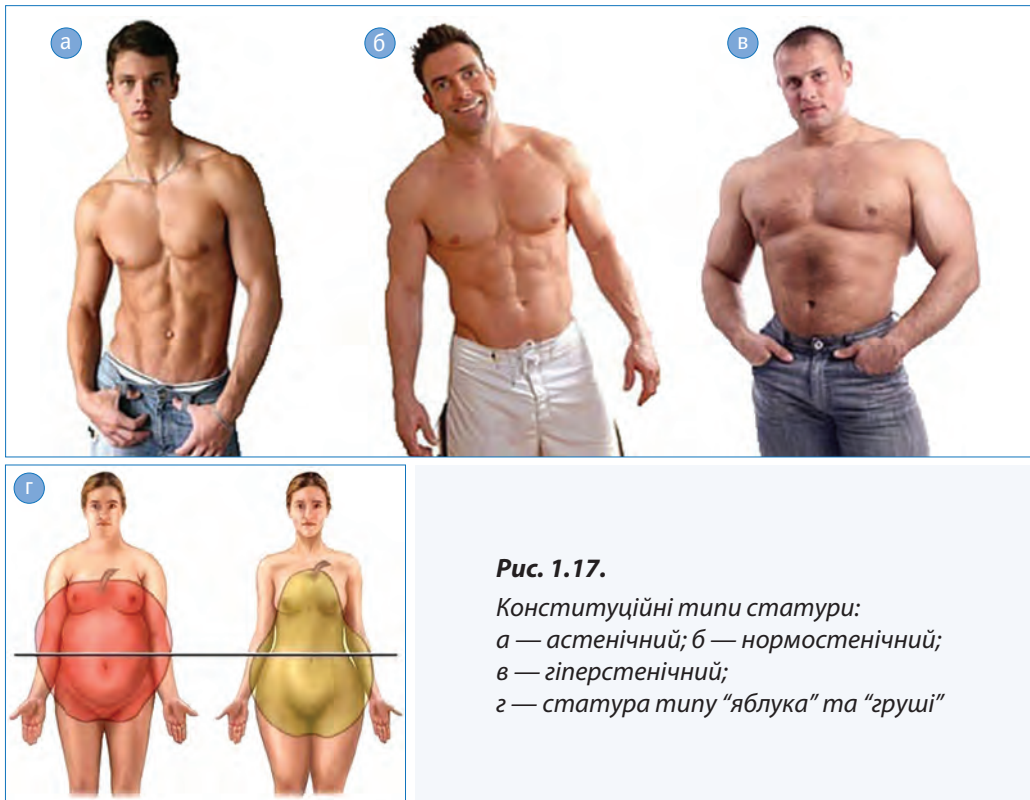 а
б
в
г
Рис. 1.17.
Конституційні типи статури:
а — астенічний; б — нормостенічний;
в — гіперстенічний;
г — статура типу “яблука” та “груші”